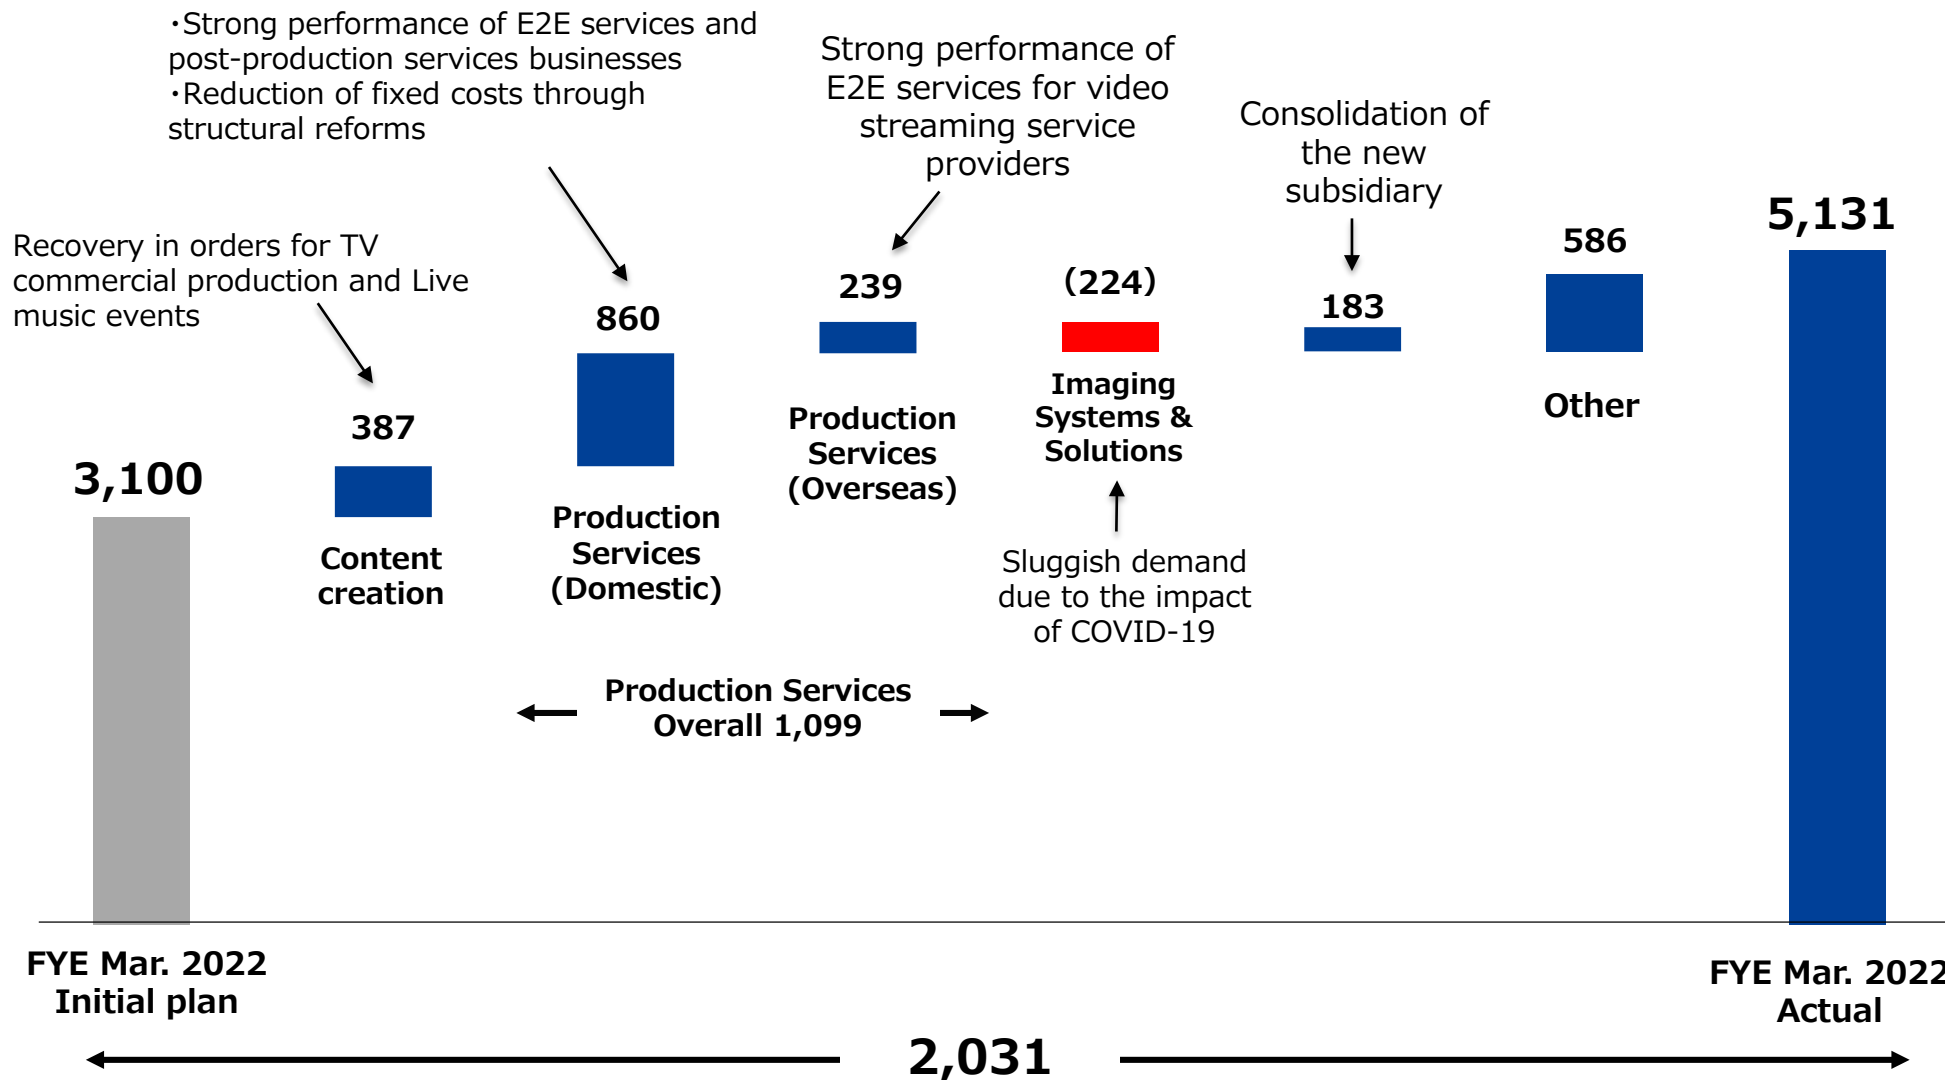 ・Strong performance of E2E services and
post-production services businesses
・Reduction of fixed costs through
structural reforms
Strong performance of
E2E services for video
streaming service
providers
Consolidation of
the new
subsidiary
Recovery in orders for TV
commercial production and Live
music events
3,100
387
860
239
(224)
183
586
5,131
Content
creation
Production
Services
(Domestic)
Production
Services
(Overseas)
Imaging
Systems &
Solutions
Other
Sluggish demand
due to the impact
of COVID-19
Production Services
Overall 1,099
FYE Mar. 2022
Initial plan
FYE Mar. 2022
Actual
2,031